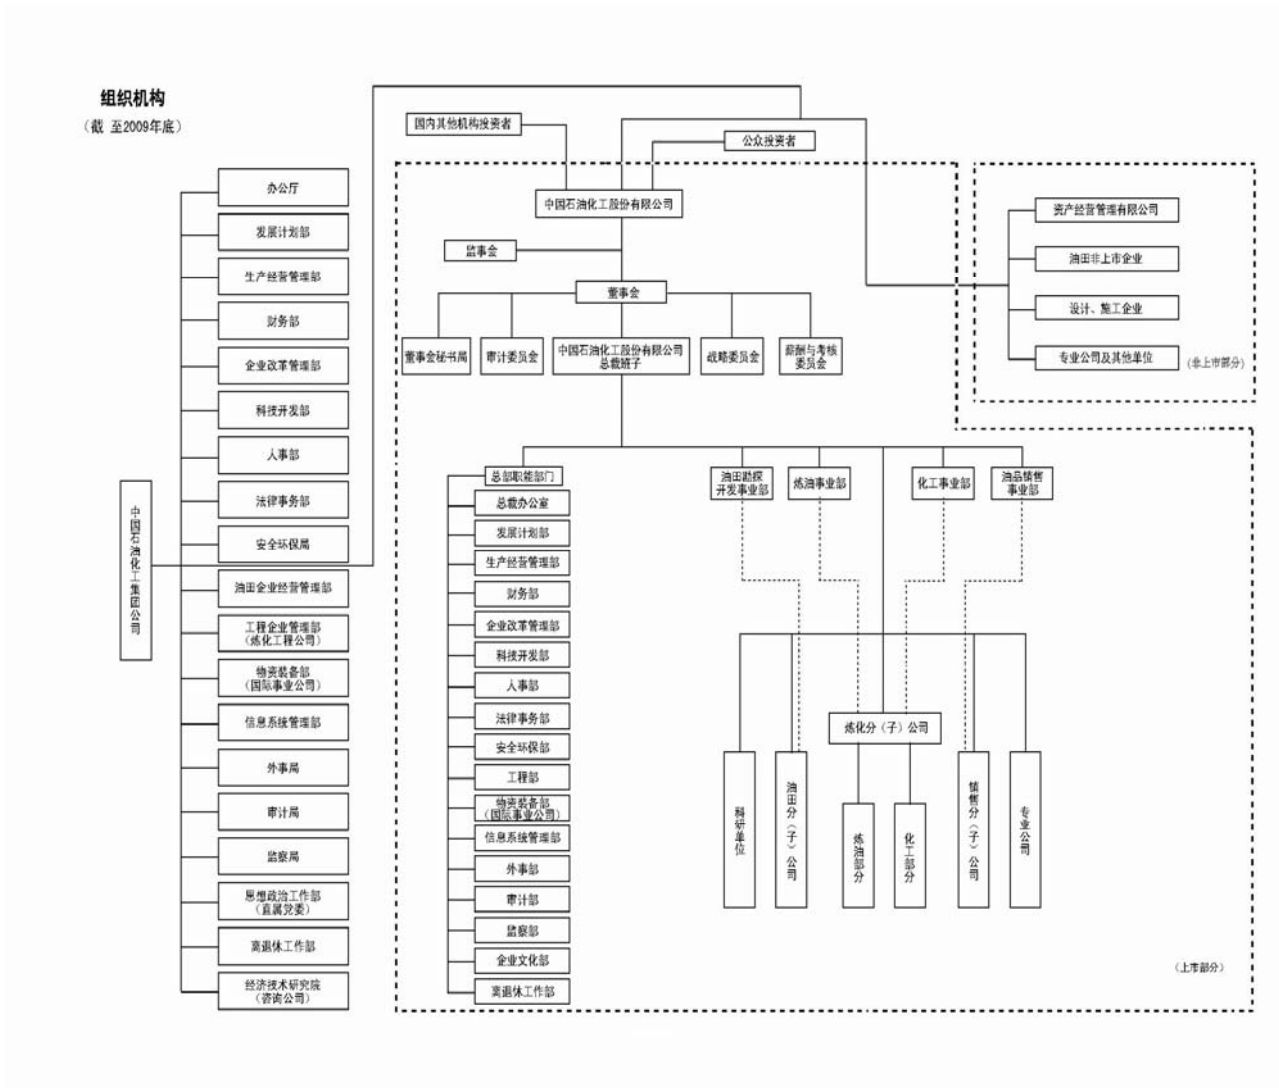 组织机构
（截 至2009年底）
国内其他机构投资者
公众投资者
中国石油化工股份有限公司
监事会
董事会
董事会秘书局
审计委员会
中国石油化工股份有限公司
总裁班子
战略委员会
薪酬与考核
委员会
资产经营管理有限公司
油田非上市企业
设计、施工企业
专业公司及其他单位
（非上市部分）
中国石油化工集团公司
办公厅
发展计划部
生产经营管理部
财务部
企业改革管理部
科技开发部
人事部
法律事务部
安全环保局
油田企业经营管理部
工程企业管理部
（炼化工程公司）
物资装备部
（国际事业公司）
信息系统管理部
外事局
审计局
监察局
思想政治工作部
（直属党委）
离退休工作部
经济技术研究院
（咨询公司）
总部职能部门
总裁办公室
发展计划部
生产经营管理部
财务部
企业改革管理部
科技开发部
人事部
法律事务部
安全环保部
工程部
物资装备部
（国际事业公司）
信息系统管理部
外事部
审计部
监察部
企业文化部
离退休工作部
油田勘探
开发事业部
炼油事业部
化工事业部
油品销售
事业部
炼化分（子）公司
科研单位
油田分（子）公司
炼油部分
化工部分
销售分（子）公司
专业公司
（上市部分）